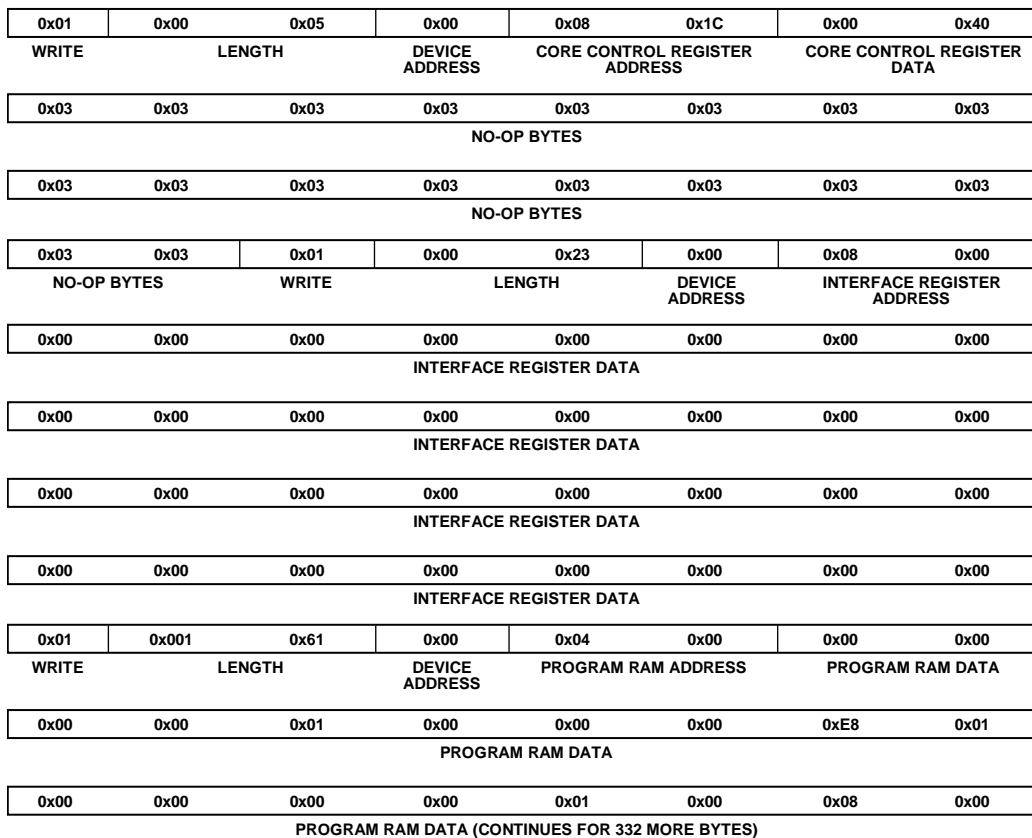 0x01 0x00 0x05 0x00 0x08 0x1C 0x00 0x40
WRITE LENGTH DEVICE ADDRESS CORE CONTROL REGISTER ADDRESS CORE CONTROL REGISTER DATA
0x03 0x03 0x03 0x03 0x03 0x03 0x03 0x03
NO-OP BYTES
0x03 0x03 0x03 0x03 0x03 0x03 0x03 0x03
NO-OP BYTES
0x03 0x03 0x01 0x00 0x23 0x00 0x08 0x00
NO-OP BYTES WRITE LENGTH DEVICE ADDRESS INTERFACE REGISTER ADDRESS
0x00 0x00 0x00 0x00 0x00 0x00 0x00 0x00
INTERFACE REGISTER DATA
0x00 0x00 0x00 0x00 0x00 0x00 0x00 0x00
INTERFACE REGISTER DATA
0x00 0x00 0x00 0x00 0x00 0x00 0x00 0x00
INTERFACE REGISTER DATA
0x00 0x00 0x00 0x00 0x00 0x00 0x00 0x00
INTERFACE REGISTER DATA
0x01 0x001 0x61 0x00 0x04 0x00 0x00 0x00
WRITE LENGTH DEVICE ADDRESS PROGRAM RAM ADDRESS PROGRAM RAM DATA
0x00 0x00 0x01 0x00 0x00 0x00 0xE8 0x01
PROGRAM RAM DATA
0x00 0x00 0x00 0x00 0x01 0x00 0x08 0x00
PROGRAM RAM DATA (CONTINUES FOR 332 MORE BYTES)